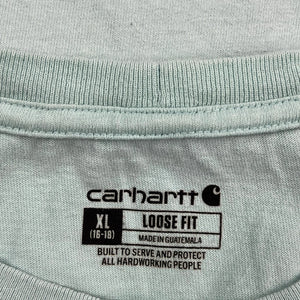 carhartt
XL LOOSE FIT
(16-18) MADE IN GUATEMALA
BUILT TO SERVE AND PROTECT
ALL HARDWORKING PEOPLE